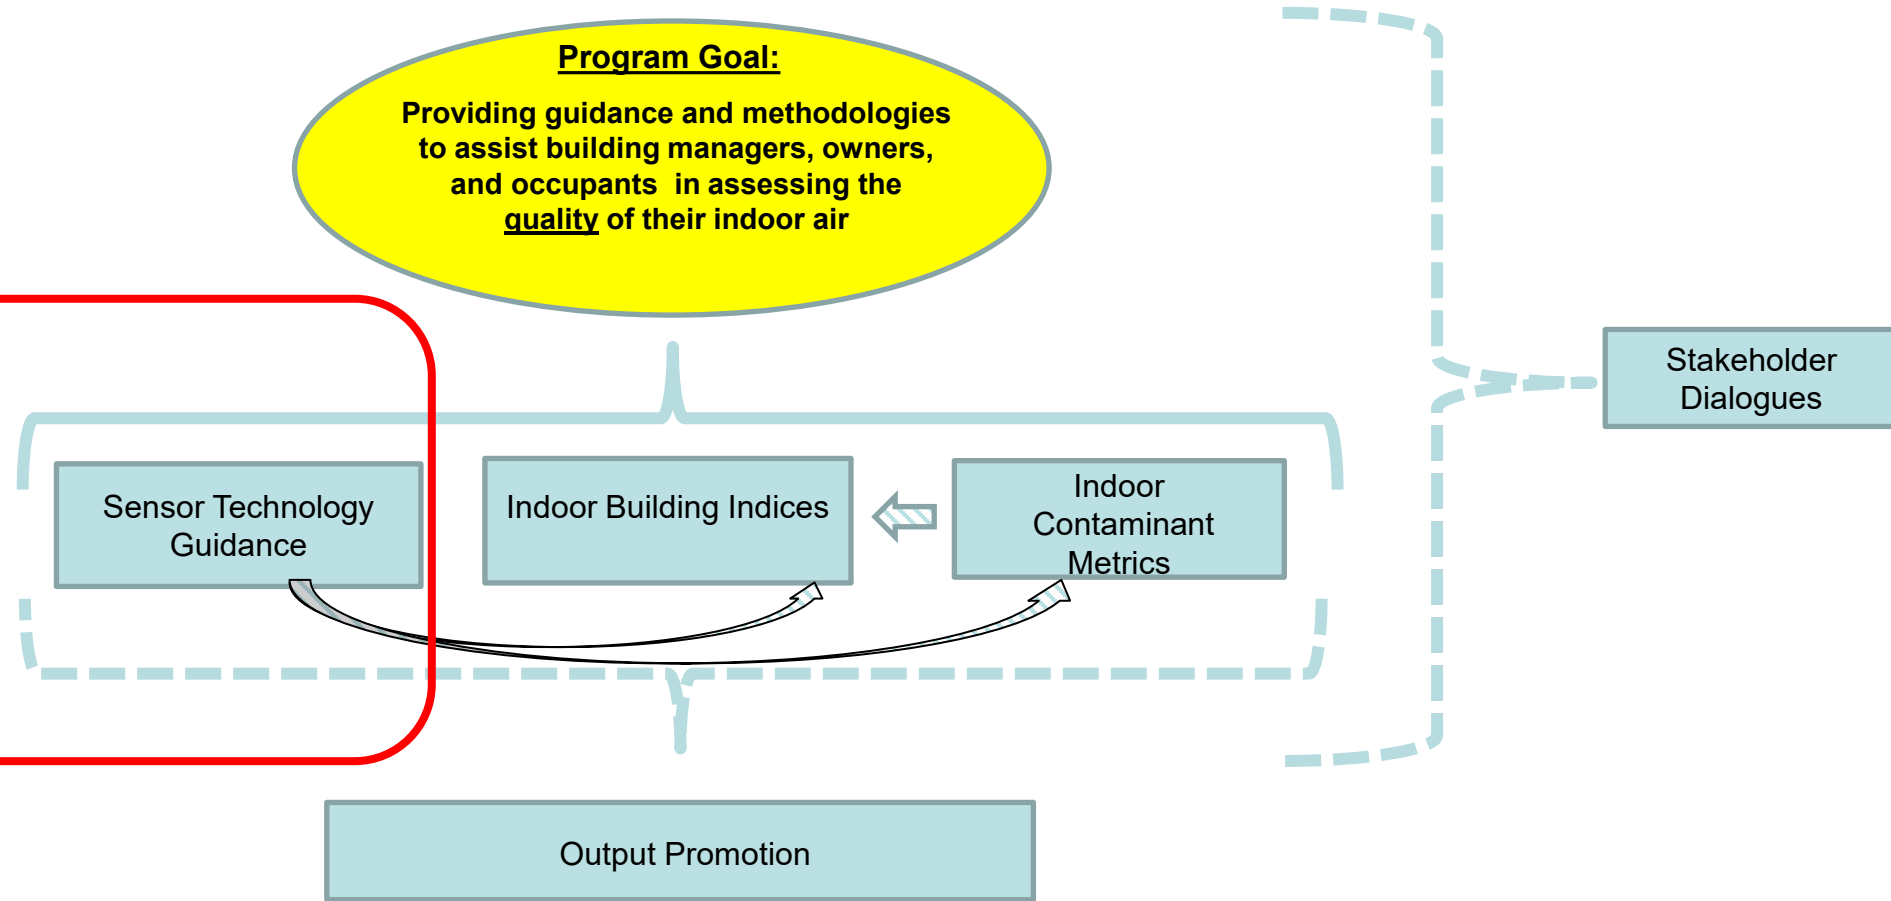 Program Goal:
Providing guidance and methodologies
to assist building managers, owners,
and occupants  in assessing the
quality of their indoor air
Stakeholder
Dialogues
Sensor Technology
Guidance
Indoor Building Indices
Indoor
Contaminant
Metrics
Output Promotion